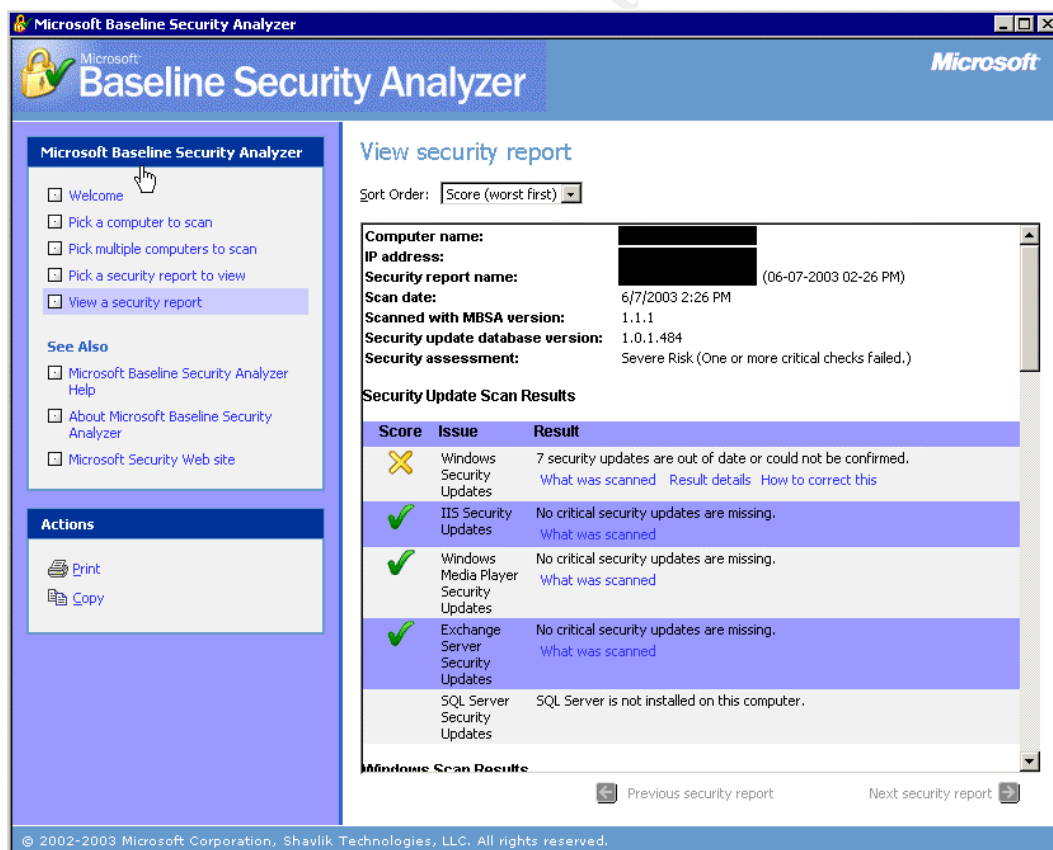 Microsoft Baseline Security Analyzer
Microsoft
Baseline Security Analyzer
Microsoft
Microsoft Baseline Security Analyzer
Welcome
Pick a computer to scan
Pick multiple computers to scan
Pick a security report to view
View a security report
See Also
Microsoft Baseline Security Analyzer
Help
About Microsoft Baseline Security
Analyzer
Microsoft Security Web site
Actions
Print
Copy
View security report
Sort Order: Score (worst first)
Computer name:
IP address:
Security report name: (06-07-2003 02-26 PM)
Scan date: 6/7/2003 2:26 PM
Scanned with MBSA version: 1.1.1
Security update database version: 1.0.1.484
Security assessment: Severe Risk (One or more critical checks failed.)
Security Update Scan Results
Score Issue Result
Windows Security Updates
7 security updates are out of date or could not be confirmed.
What was scanned Result details How to correct this
IIS Security Updates
No critical security updates are missing.
What was scanned
Windows Media Player Security Updates
No critical security updates are missing.
What was scanned
Exchange Server Security Updates
No critical security updates are missing.
What was scanned
SQL Server Security Updates
SQL Server is not installed on this computer.
Windows Scan Results
Previous security report Next security report
© 2002-2003 Microsoft Corporation, Shavlik Technologies, LLC. All rights reserved.